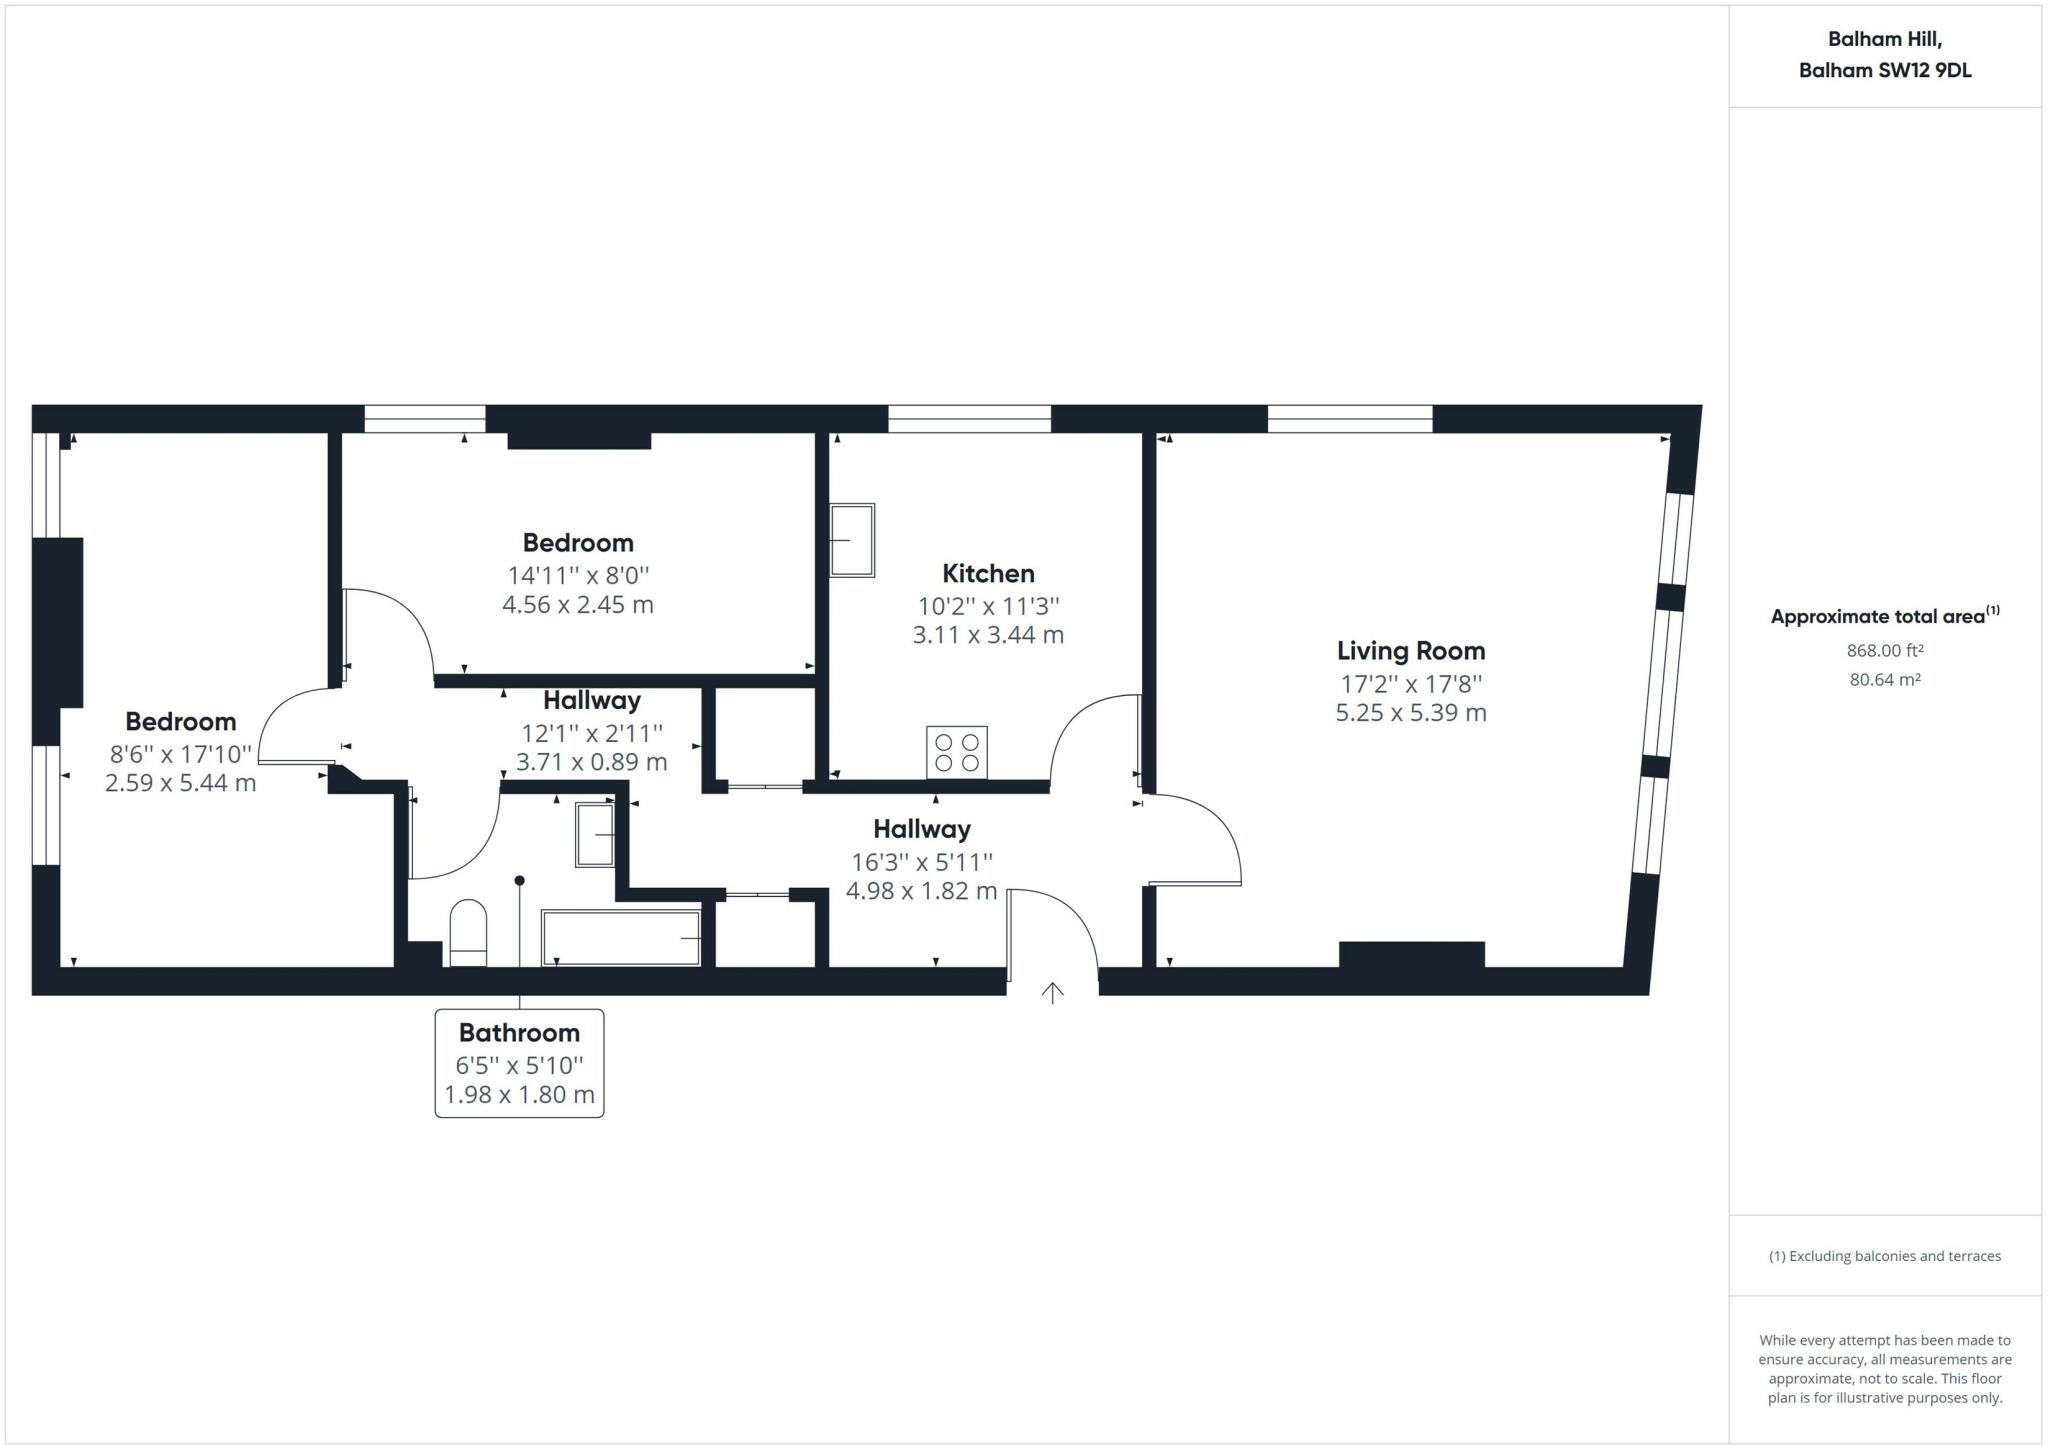 Balham Hill,
Balham SW12 9DL
Bedroom
14'11'' x 8'0''
4.56 x 2.45 m
Kitchen
10'2'' x 11'3''
3.11 x 3.44 m
Living Room
17'2'' x 17'8''
5.25 x 5.39 m
Bedroom
8'6'' x 17'10''
2.59 x 5.44 m
Hallway
12'1'' x 2'11''
3.71 x 0.89 m
Hallway
16'3'' x 5'11''
4.98 x 1.82 m
Bathroom
6'5'' x 5'10''
1.98 x 1.80 m
Approximate total area(1)
868.00 ft²
80.64 m²
(1) Excluding balconies and terraces
While every attempt has been made to
ensure accuracy, all measurements are
approximate, not to scale. This floor
plan is for illustrative purposes only.